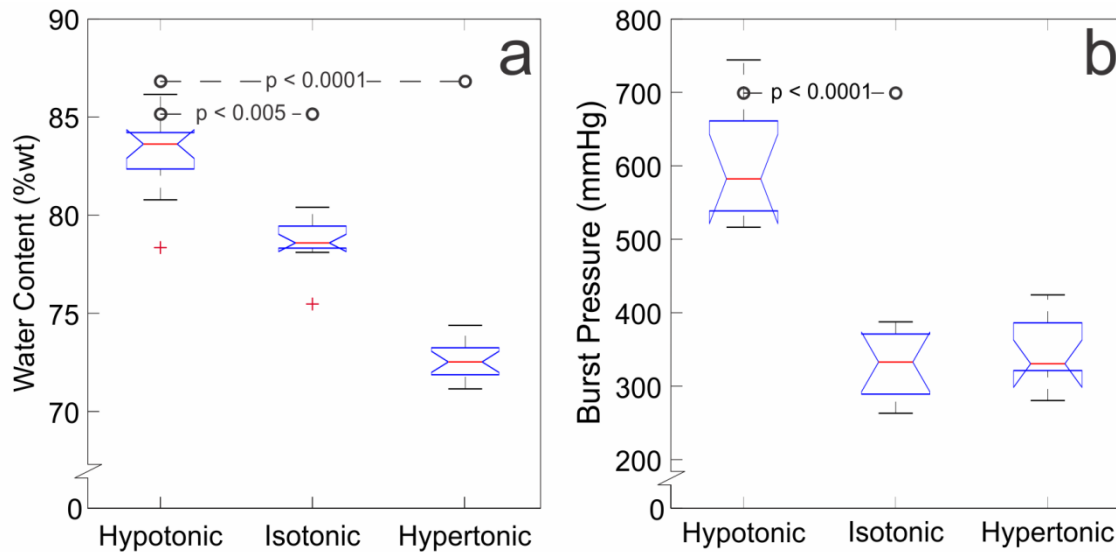 a
Water Content (%wt)
90
85
80
75
70
0
p < 0.0001
p < 0.005
Hypotonic
Isotonic
Hypertonic
b
Burst Pressure (mmHg)
800
700
600
500
400
300
200
0
p < 0.0001
Hypotonic
Isotonic
Hypertonic